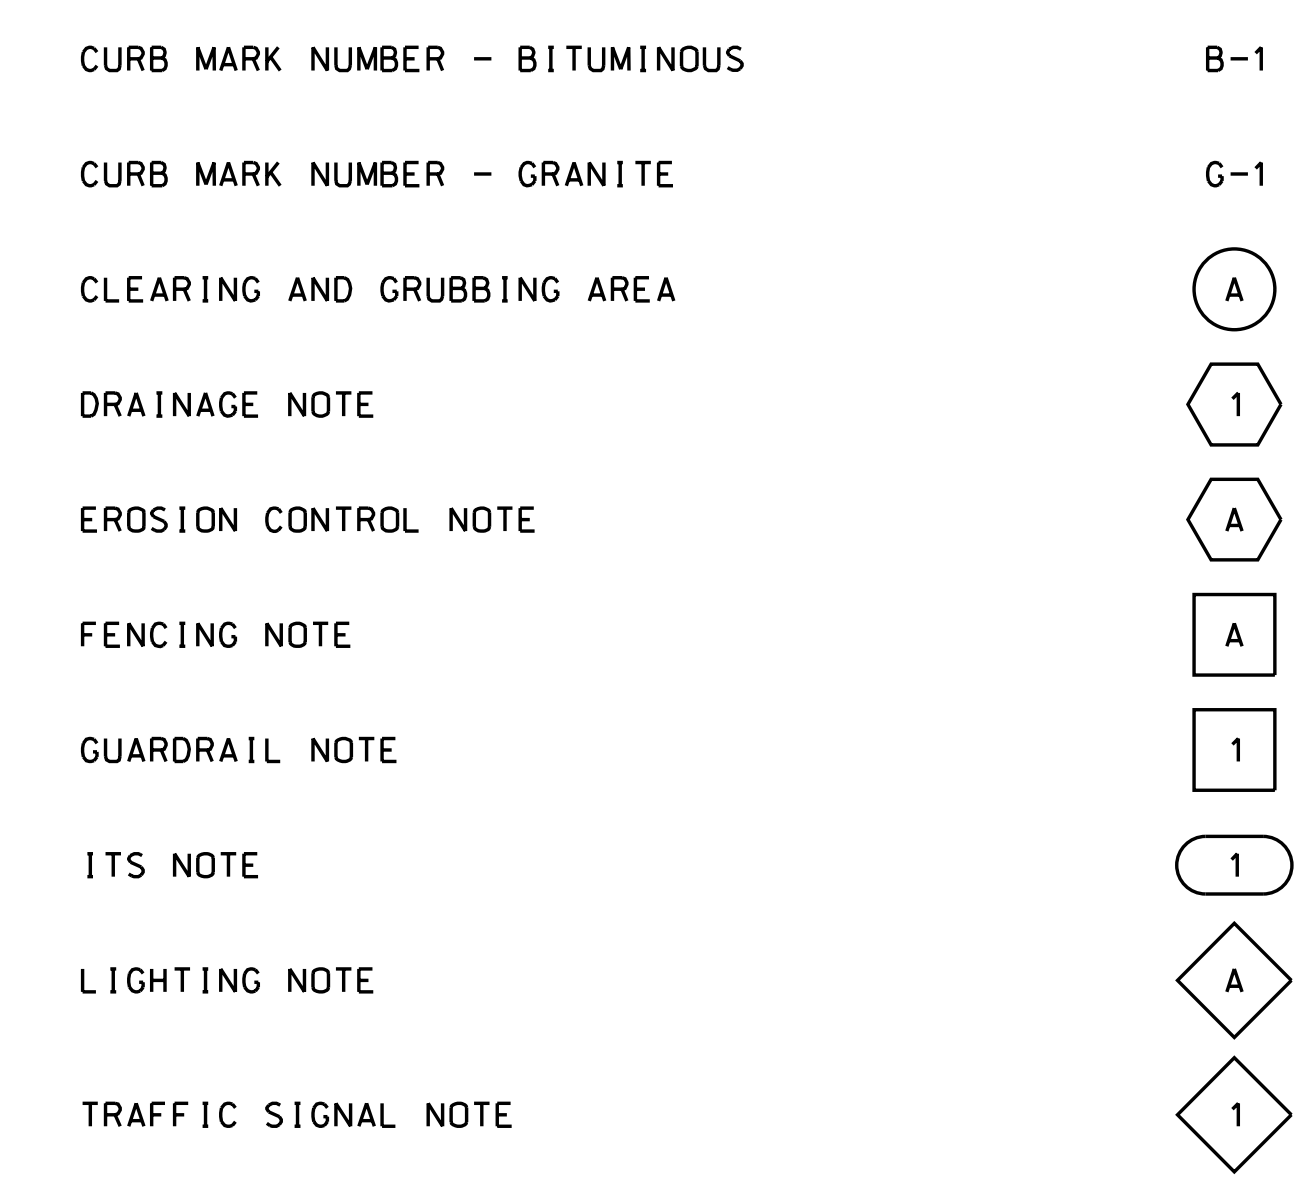 CURB MARK NUMBER - BITUMINOUS B-1
CURB MARK NUMBER - GRANITE G-1
CLEARING AND GRUBBING AREA A
DRAINAGE NOTE 1
EROSION CONTROL NOTE A
FENCING NOTE A
GUARDRAIL NOTE 1
ITS NOTE 1
LIGHTING NOTE A
TRAFFIC SIGNAL NOTE 1